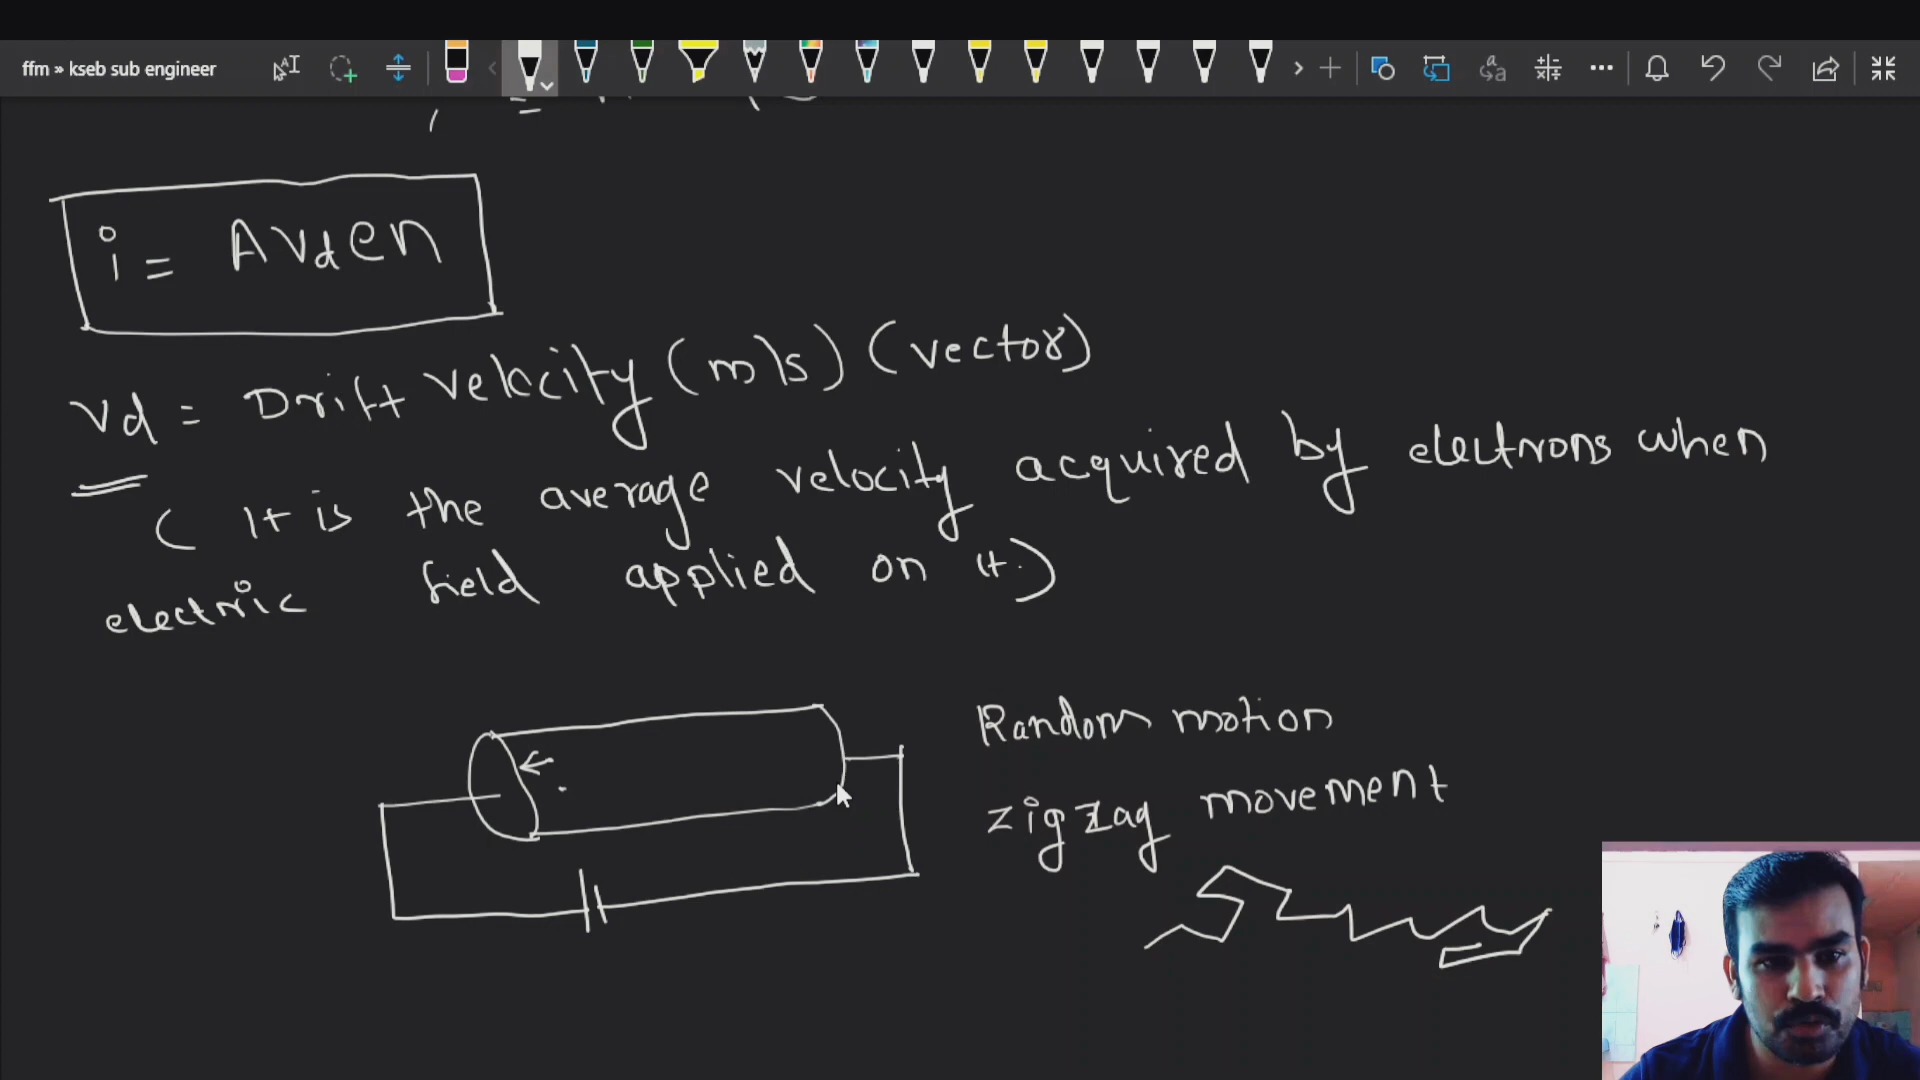 ffm » kseb sub engineer
i = AVden
Vd = Drift velocity (m/s) (vector)
( It is the average velocity acquired by electrons when
electric field applied on it.)
Random motion
zigzag movement